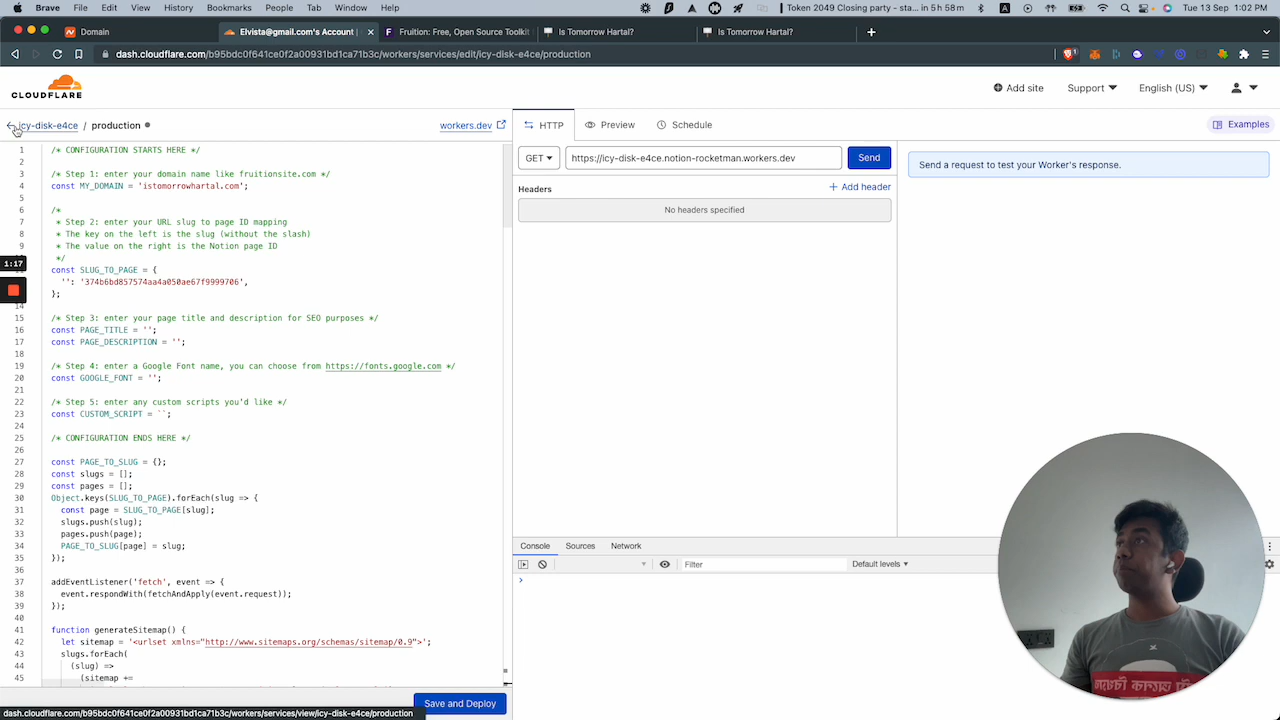 Brave File Edit View History Bookmarks Profiles Tab Window Help
Token 2049 Closing party - sta... in 5 h 58 m
Tue 13 Sep 1:02 PM
Domain
Elvista@gmail.com's Account |
Fruition: Free, Open Source Toolkit
Is Tomorrow Hartal?
Is Tomorrow Hartal?
dash.cloudflare.com/b95bdc0f641ce0f2d0f2931bd1ca71b3c/workers/services/edit/icy-disk-e4ce/production
CLOUDFLARE
Add site
Support
English (US)
icy-disk-e4ce / production
workers.dev
HTTP
Preview
Schedule
Examples
GET
https://icy-disk-e4ce.notion-rocketman.workers.dev
Send
Send a request to test your Worker's response.
Headers
Add header
No headers specified
1 /* CONFIGURATION STARTS HERE */
2
3 /* Step 1: enter your domain name like fruitionsite.com */
4 const MY_DOMAIN = 'istomorrowhartal.com';
5
6 /*
7 * Step 2: enter your URL slug to page ID mapping
8 * The key on the left is the slug (without the slash)
9 * The value on the right is the Notion page ID
*/
1:17
const SLUG_TO_PAGE = {
'': '374b6bd857574aa4a050ae67f9999706',
};
14
15 /* Step 3: enter your page title and description for SEO purposes */
16 const PAGE_TITLE = '';
17 const PAGE_DESCRIPTION = '';
18
19 /* Step 4: enter a Google Font name, you can choose from https://fonts.google.com */
20 const GOOGLE_FONT = '';
21
22 /* Step 5: enter any custom scripts you'd like */
23 const CUSTOM_SCRIPT = ``;
24
25 /* CONFIGURATION ENDS HERE */
26
27 const PAGE_TO_SLUG = {};
28 const slugs = [];
29 const pages = [];
30 Object.keys(SLUG_TO_PAGE).forEach(slug => {
31 const page = SLUG_TO_PAGE[slug];
32 slugs.push(slug);
33 pages.push(page);
34 PAGE_TO_SLUG[page] = slug;
35 });
36
37 addEventListener('fetch', event => {
38 event.respondWith(fetchAndApply(event.request));
39 });
40
41 function generateSitemap() {
42 let sitemap = '<urlset xmlns="http://www.sitemaps.org/schemas/sitemap/0.9">';
43 slugs.forEach(
44 (slug) =>
45 (sitemap +=
Console
Sources
Network
Filter
Default levels
Save and Deploy
dash.cloudflare.com/b95bdc0f641ce0f2d0f2931bd1ca71b3c/workers/services/view/icy-disk-e4ce/production